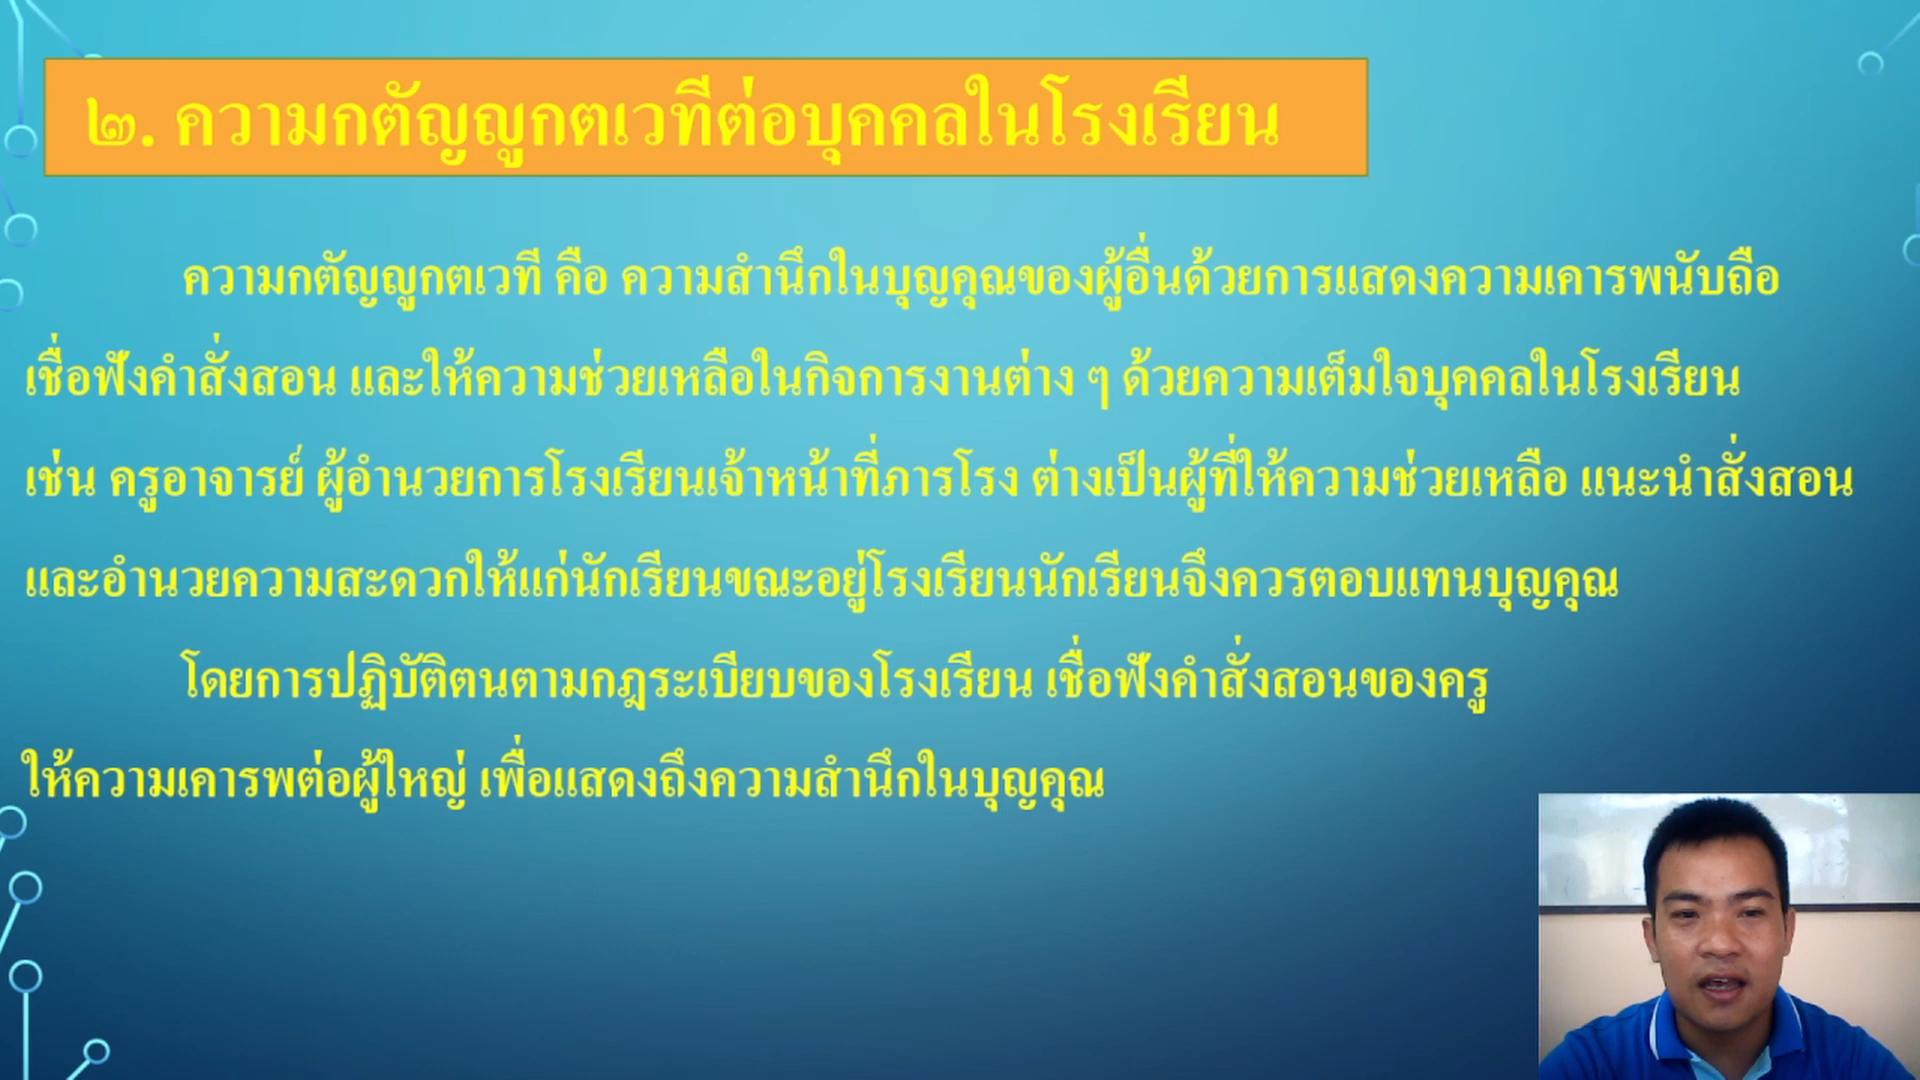 ๒. ความกตัญญูกตเวทีต่อบุคคลในโรงเรียน
ความกตัญญูกตเวที คือ ความสำนึกในบุญคุณของผู้อื่นด้วยการแสดงความเคารพนับถือ
เชื่อฟังคำสั่งสอน และให้ความช่วยเหลือในกิจการงานต่าง ๆ ด้วยความเต็มใจบุคคลในโรงเรียน
เช่น ครูอาจารย์ ผู้อำนวยการโรงเรียนเจ้าหน้าที่ภารโรง ต่างเป็นผู้ที่ให้ความช่วยเหลือ แนะนำสั่งสอน
และอำนวยความสะดวกให้แก่นักเรียนขณะอยู่โรงเรียนนักเรียนจึงควรตอบแทนบุญคุณ
โดยการปฏิบัติตนตามกฎระเบียบของโรงเรียน เชื่อฟังคำสั่งสอนของครู
ให้ความเคารพต่อผู้ใหญ่ เพื่อแสดงถึงความสำนึกในบุญคุณ